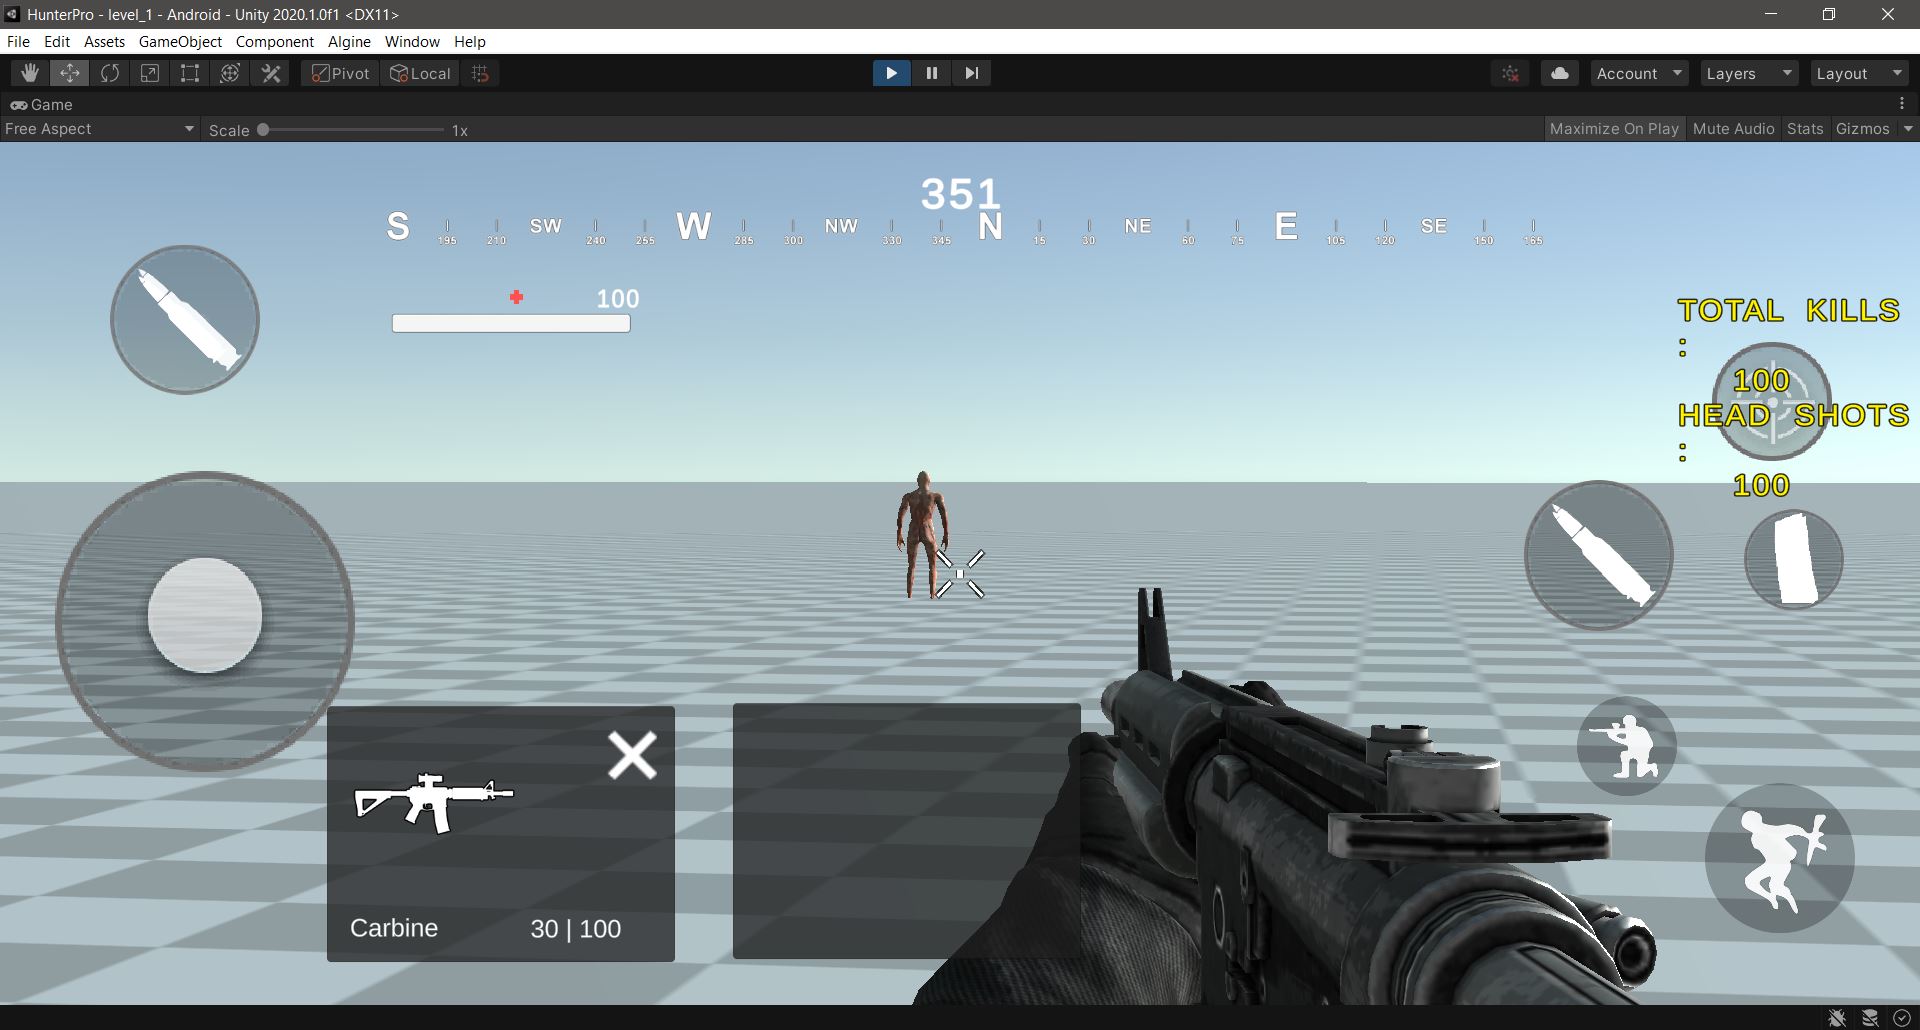 HunterPro - level_1 - Android - Unity 2020.1.0f1 <DX11>
File Edit Assets GameObject Component Algine Window Help
Pivot Local Account Layers Layout
Game
Free Aspect Scale 1x Maximize On Play Mute Audio Stats Gizmos
351
S 195 210 SW 240 255 W 285 300 NW 330 345 N 15 30 NE 60 75 E 105 120 SE 150 165
100
TOTAL KILLS
:
100
HEAD SHOTS
:
100
Carbine 30 | 100